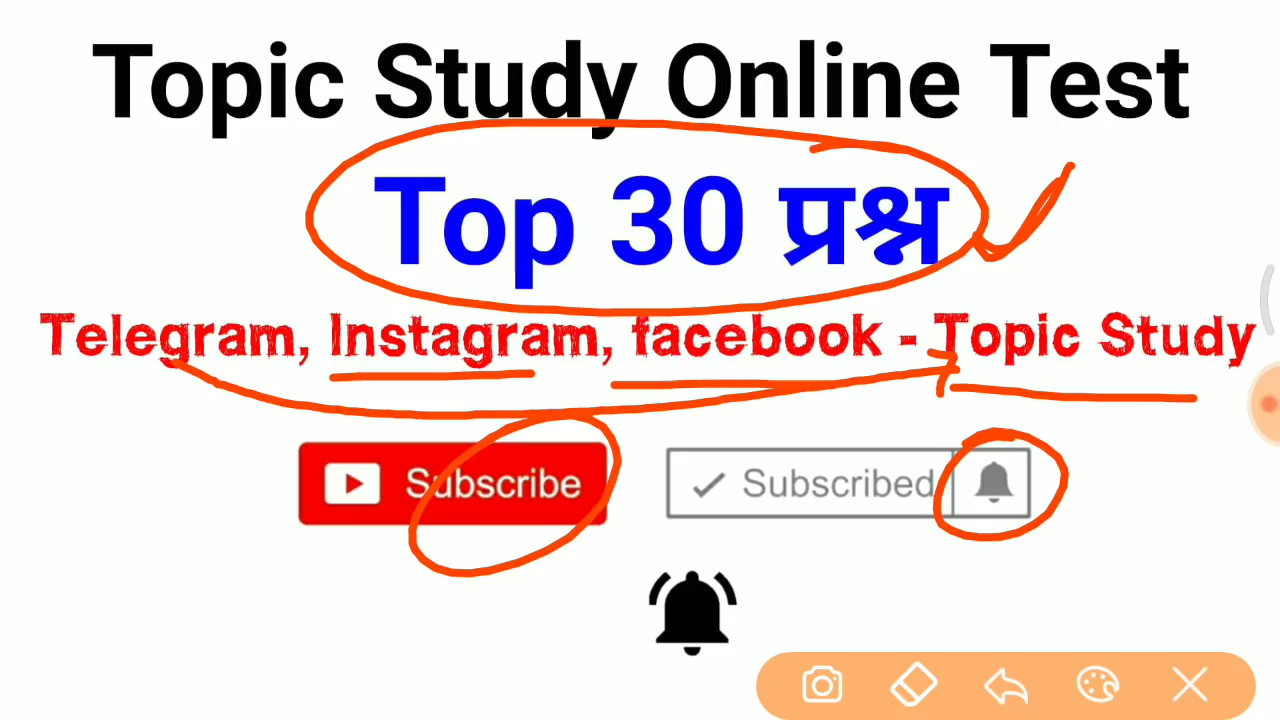 Topic Study Online Test
Top 30 प्रश्न
Telegram, Instagram, facebook - Topic Study
Subscribe
Subscribed